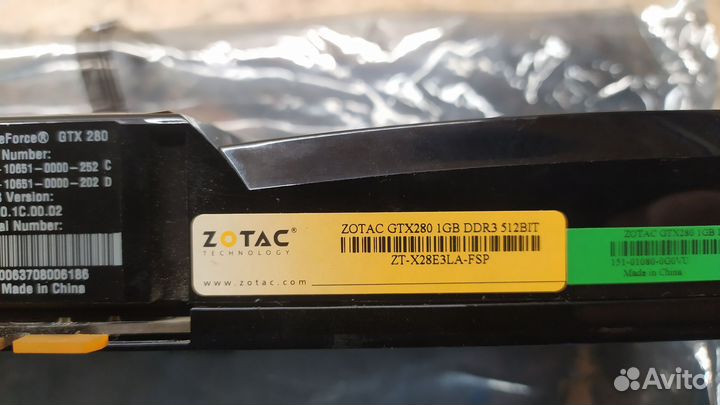 eForce® GTX 280
Number:
-10651-0000-252 C
-10651-0000-202 D
S Version:
0.1C.00.02
al Number:
0063708006186
Made in China
ZOTAC®
TECHNOLOGY
www.zotac.com
ZOTAC GTX280 1GB DDR3 512BIT
ZT-X28E3LA-FSP
ZOTAC GTX280 1GB
151-01080-0G0VU
Made in China
Avito